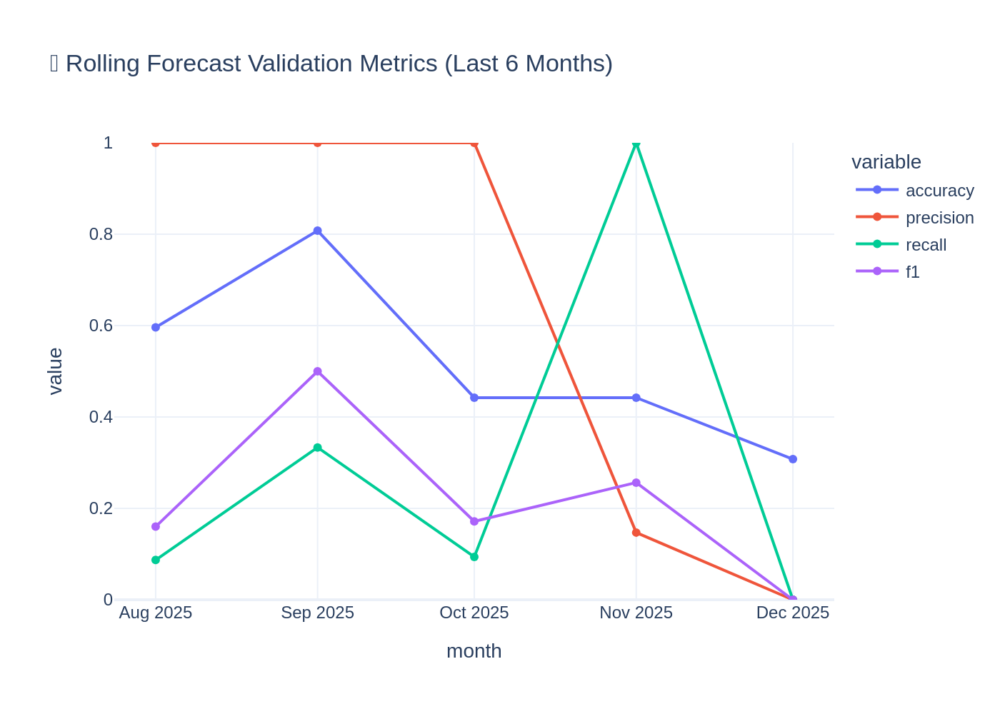 Rolling Forecast Validation Metrics (Last 6 Months)
1
0.8
0.6
0.4
0.2
0
value
Aug 2025
Sep 2025
Oct 2025
Nov 2025
Dec 2025
month
variable
accuracy
precision
recall
f1